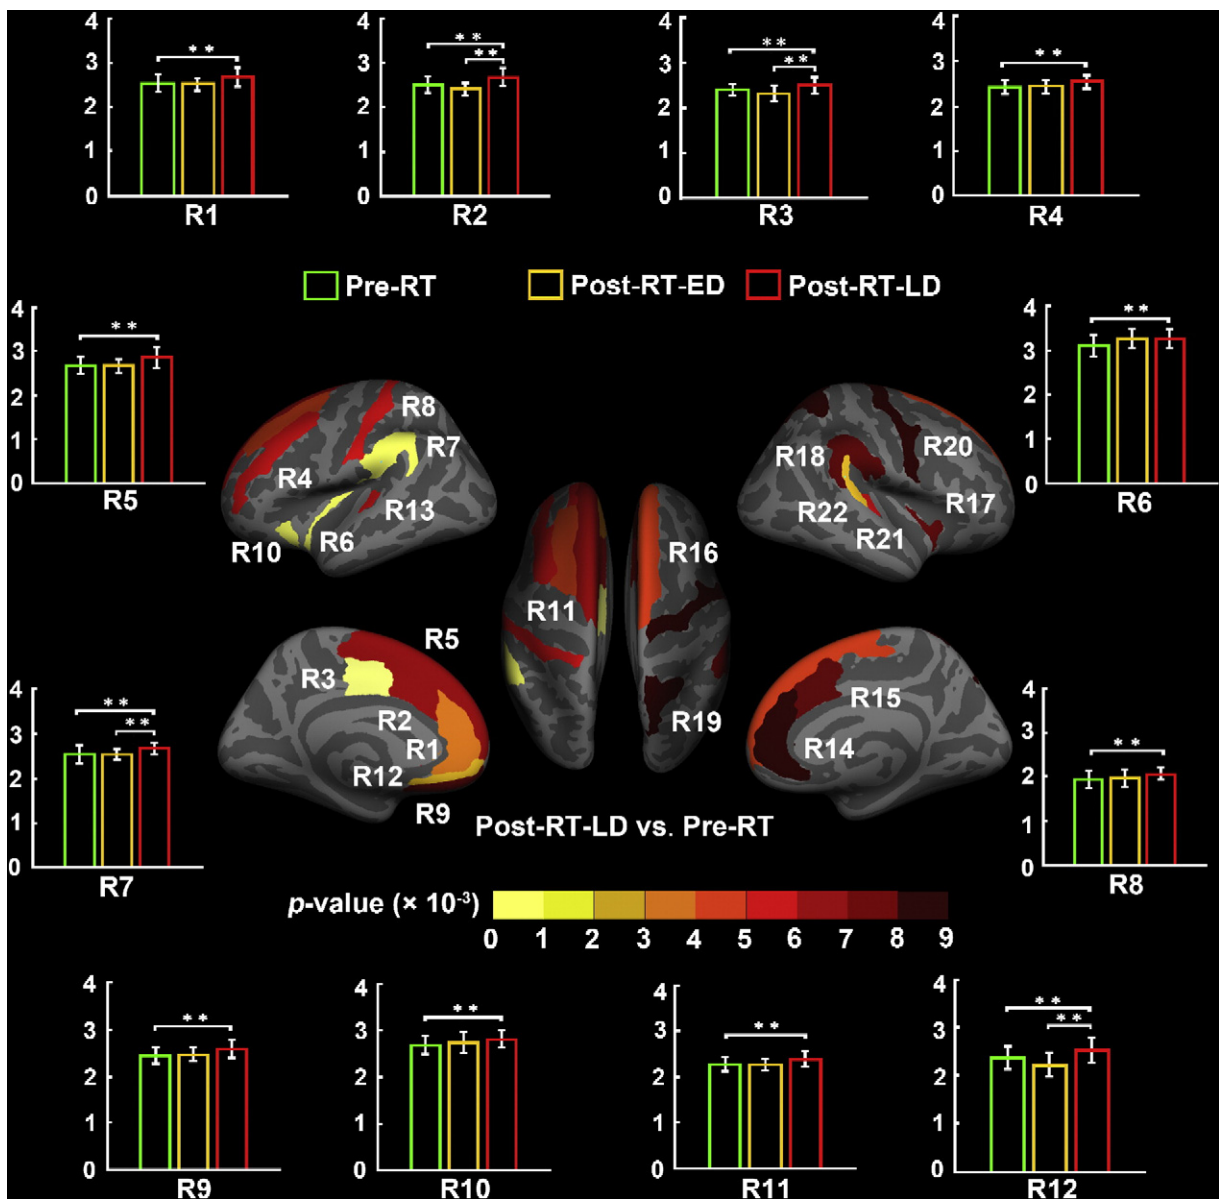 4 3 2 1 0 ** R1
4 3 2 1 0 ** ** R2
4 3 2 1 0 ** ** R3
4 3 2 1 0 ** R4
Pre-RT Post-RT-ED Post-RT-LD
4 3 2 1 0 ** R5
4 3 2 1 0 ** R6
R8
R7
R4
R13
R10
R6
R20
R18
R17
R22
R21
R16
R11
R5
R3
R2
R1
R12
R9
R15
R19
R14
4 3 2 1 0 ** ** R7
4 3 2 1 0 ** R8
Post-RT-LD vs. Pre-RT
p-value (× 10⁻³)
0 1 2 3 4 5 6 7 8 9
4 3 2 1 0 ** R9
4 3 2 1 0 ** R10
4 3 2 1 0 ** R11
4 3 2 1 0 ** ** R12